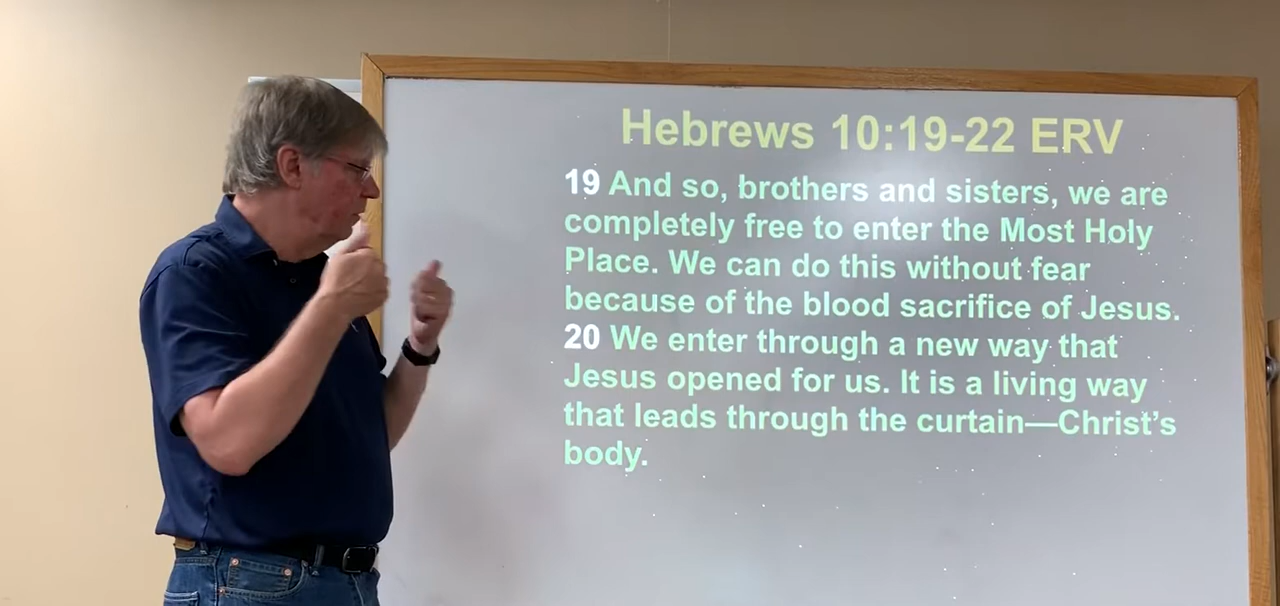 Hebrews 10:19-22 ERV
19 And so, brothers and sisters, we are
completely free to enter the Most Holy
Place. We can do this without fear
because of the blood sacrifice of Jesus.
20 We enter through a new way that
Jesus opened for us. It is a living way
that leads through the curtain—Christ’s
body.